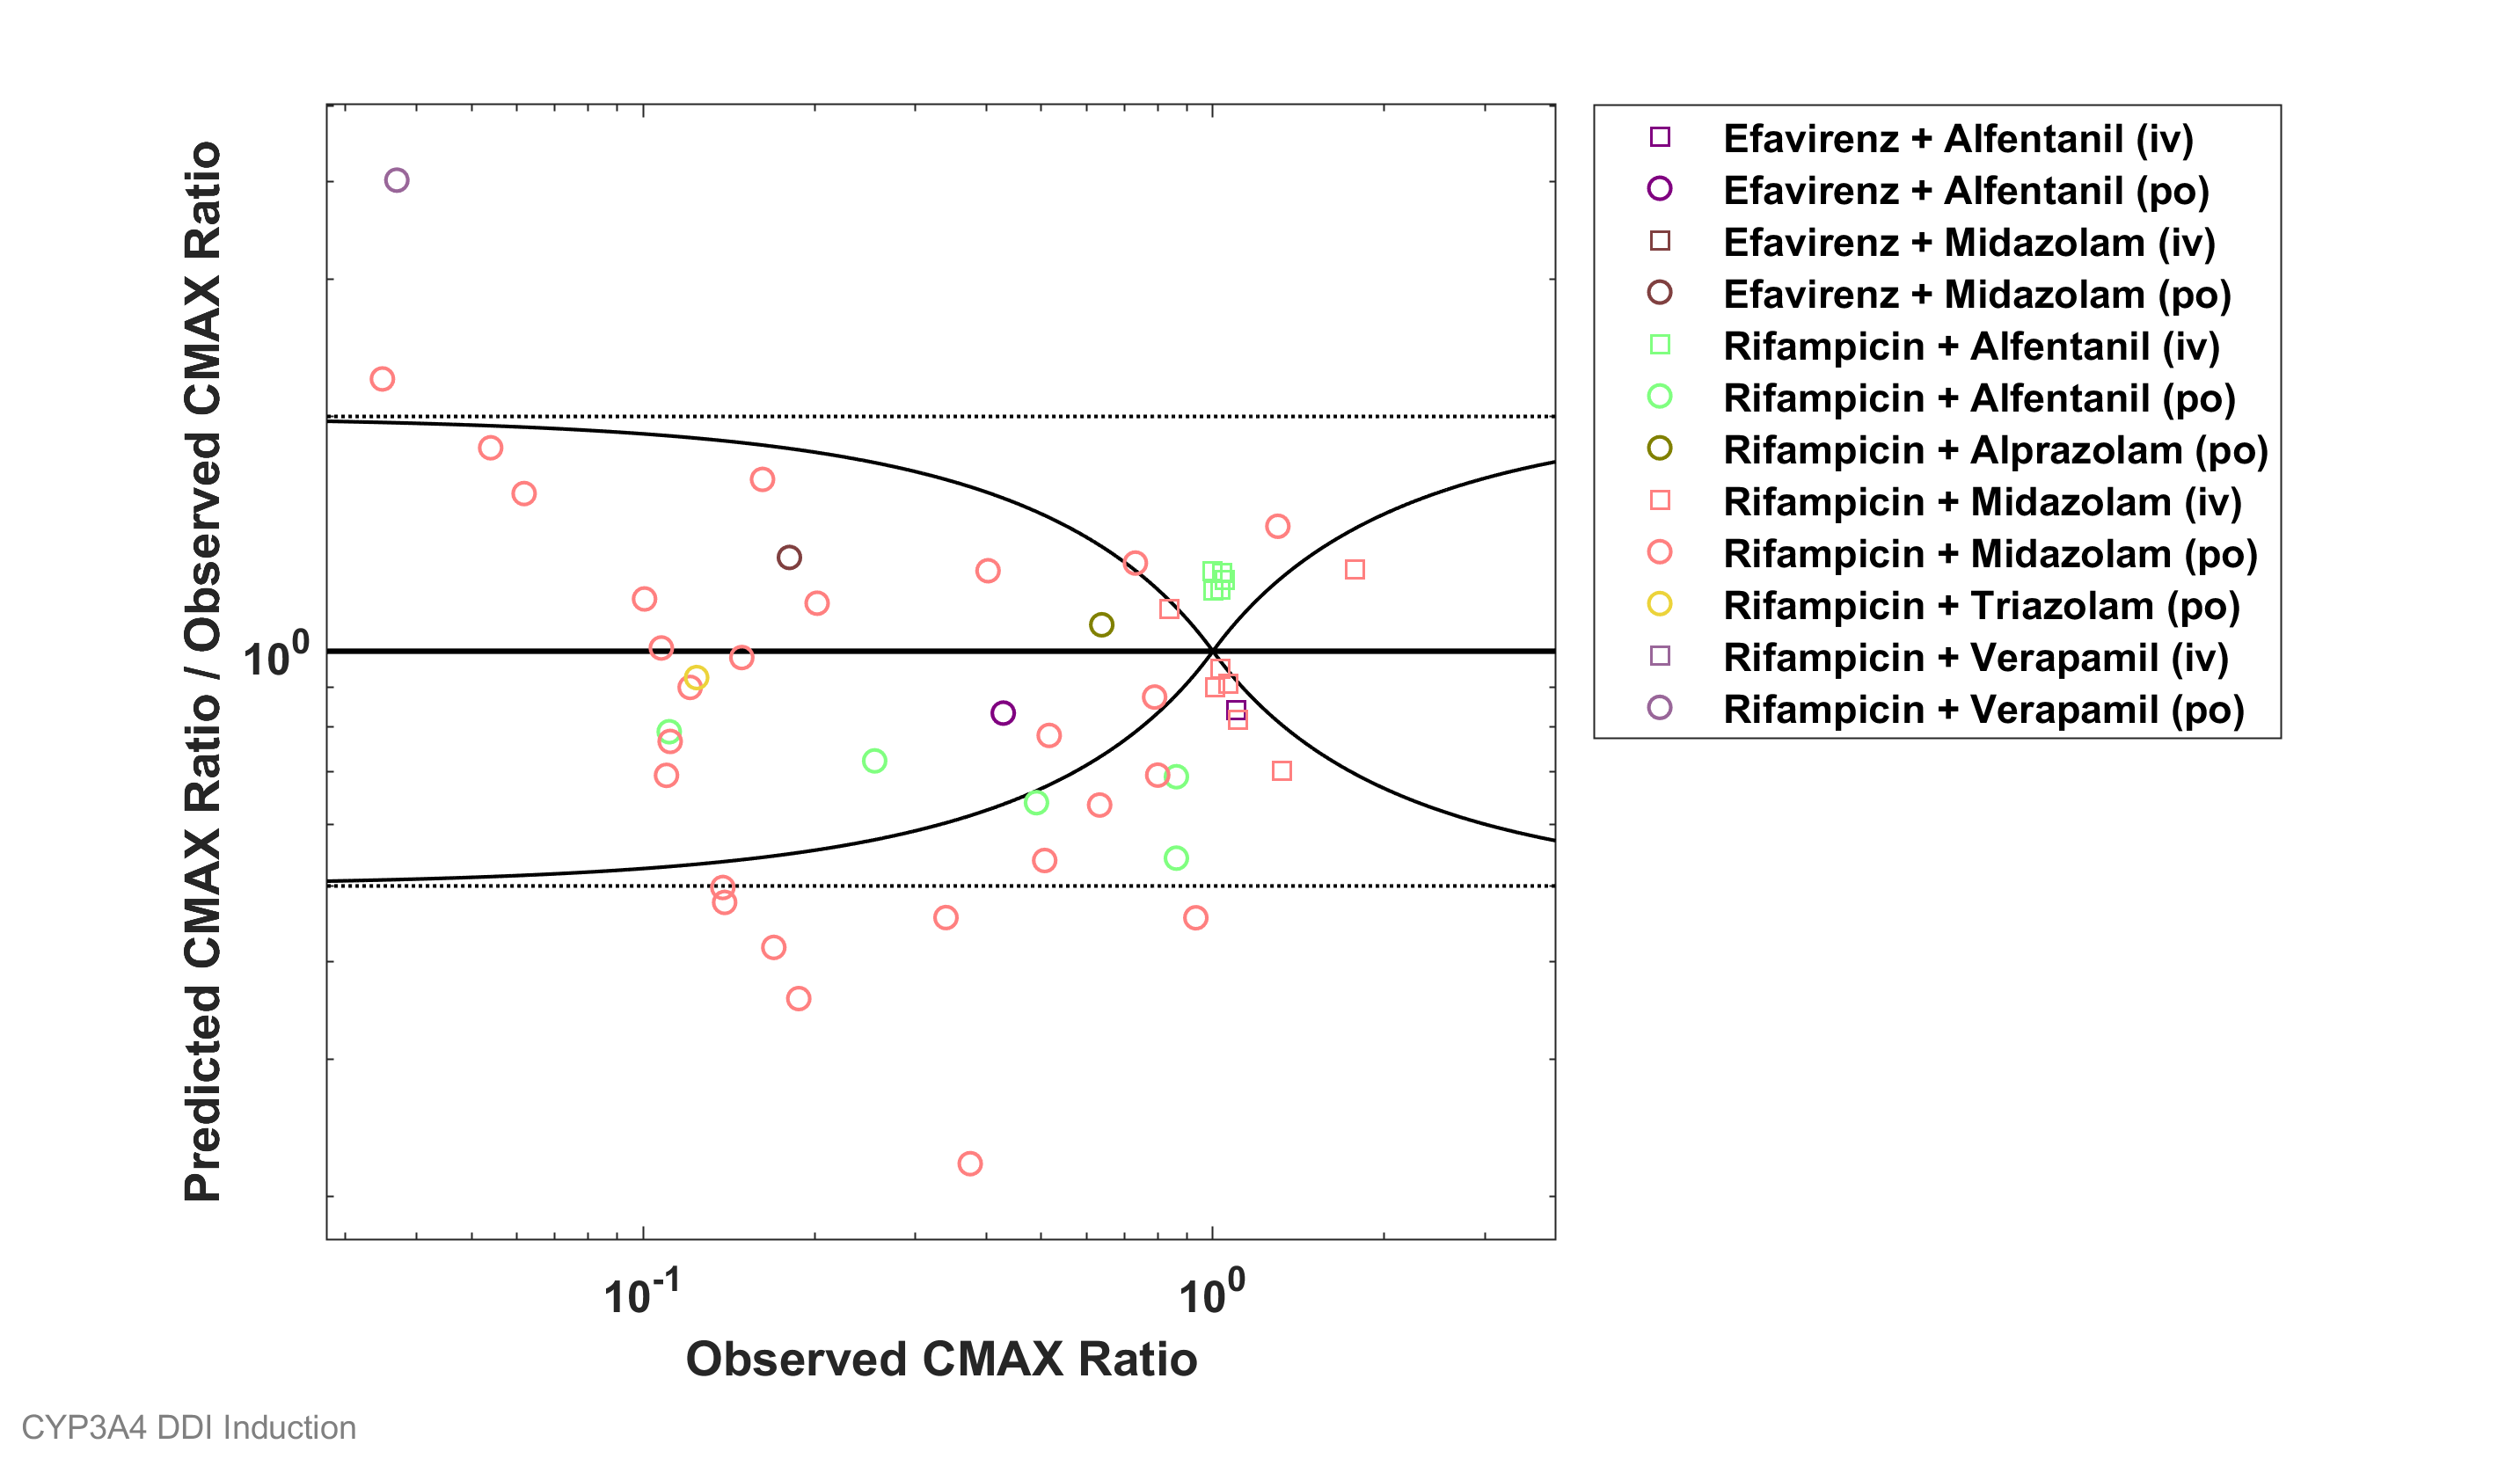 Predicted CMAX Ratio / Observed CMAX Ratio
10^0
10^-1
10^0
Observed CMAX Ratio
Efavirenz + Alfentanil (iv)
Efavirenz + Alfentanil (po)
Efavirenz + Midazolam (iv)
Efavirenz + Midazolam (po)
Rifampicin + Alfentanil (iv)
Rifampicin + Alfentanil (po)
Rifampicin + Alprazolam (po)
Rifampicin + Midazolam (iv)
Rifampicin + Midazolam (po)
Rifampicin + Triazolam (po)
Rifampicin + Verapamil (iv)
Rifampicin + Verapamil (po)
CYP3A4 DDI Induction